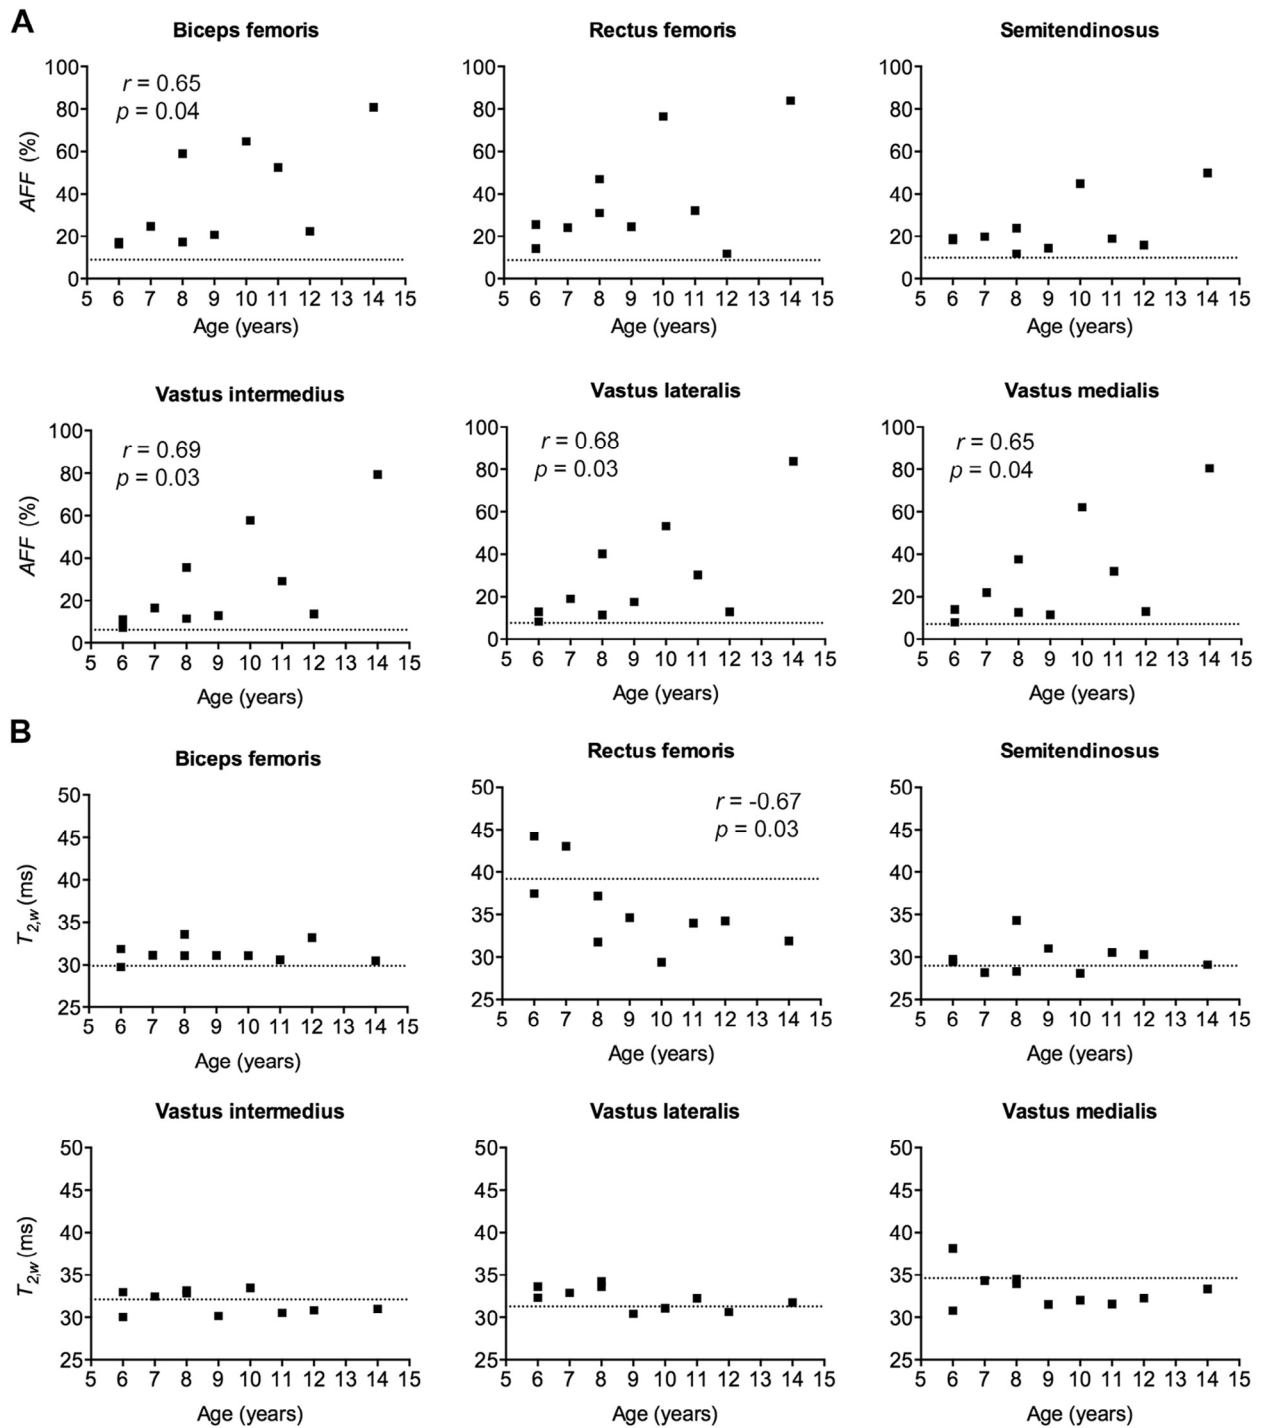 A
Biceps femoris
Rectus femoris
Semitendinosus
AFF (%)
100
80
60
40
20
0
r = 0.65
p = 0.04
5 6 7 8 9 10 11 12 13 14 15
Age (years)
100
80
60
40
20
0
5 6 7 8 9 10 11 12 13 14 15
Age (years)
100
80
60
40
20
0
5 6 7 8 9 10 11 12 13 14 15
Age (years)
Vastus intermedius
Vastus lateralis
Vastus medialis
AFF (%)
100
80
60
40
20
0
r = 0.69
p = 0.03
5 6 7 8 9 10 11 12 13 14 15
Age (years)
100
80
60
40
20
0
r = 0.68
p = 0.03
5 6 7 8 9 10 11 12 13 14 15
Age (years)
100
80
60
40
20
0
r = 0.65
p = 0.04
5 6 7 8 9 10 11 12 13 14 15
Age (years)
B
Biceps femoris
Rectus femoris
Semitendinosus
T2,w (ms)
50
45
40
35
30
25
5 6 7 8 9 10 11 12 13 14 15
Age (years)
50
45
40
35
30
25
r = -0.67
p = 0.03
5 6 7 8 9 10 11 12 13 14 15
Age (years)
50
45
40
35
30
25
5 6 7 8 9 10 11 12 13 14 15
Age (years)
Vastus intermedius
Vastus lateralis
Vastus medialis
T2,w (ms)
50
45
40
35
30
25
5 6 7 8 9 10 11 12 13 14 15
Age (years)
50
45
40
35
30
25
5 6 7 8 9 10 11 12 13 14 15
Age (years)
50
45
40
35
30
25
5 6 7 8 9 10 11 12 13 14 15
Age (years)